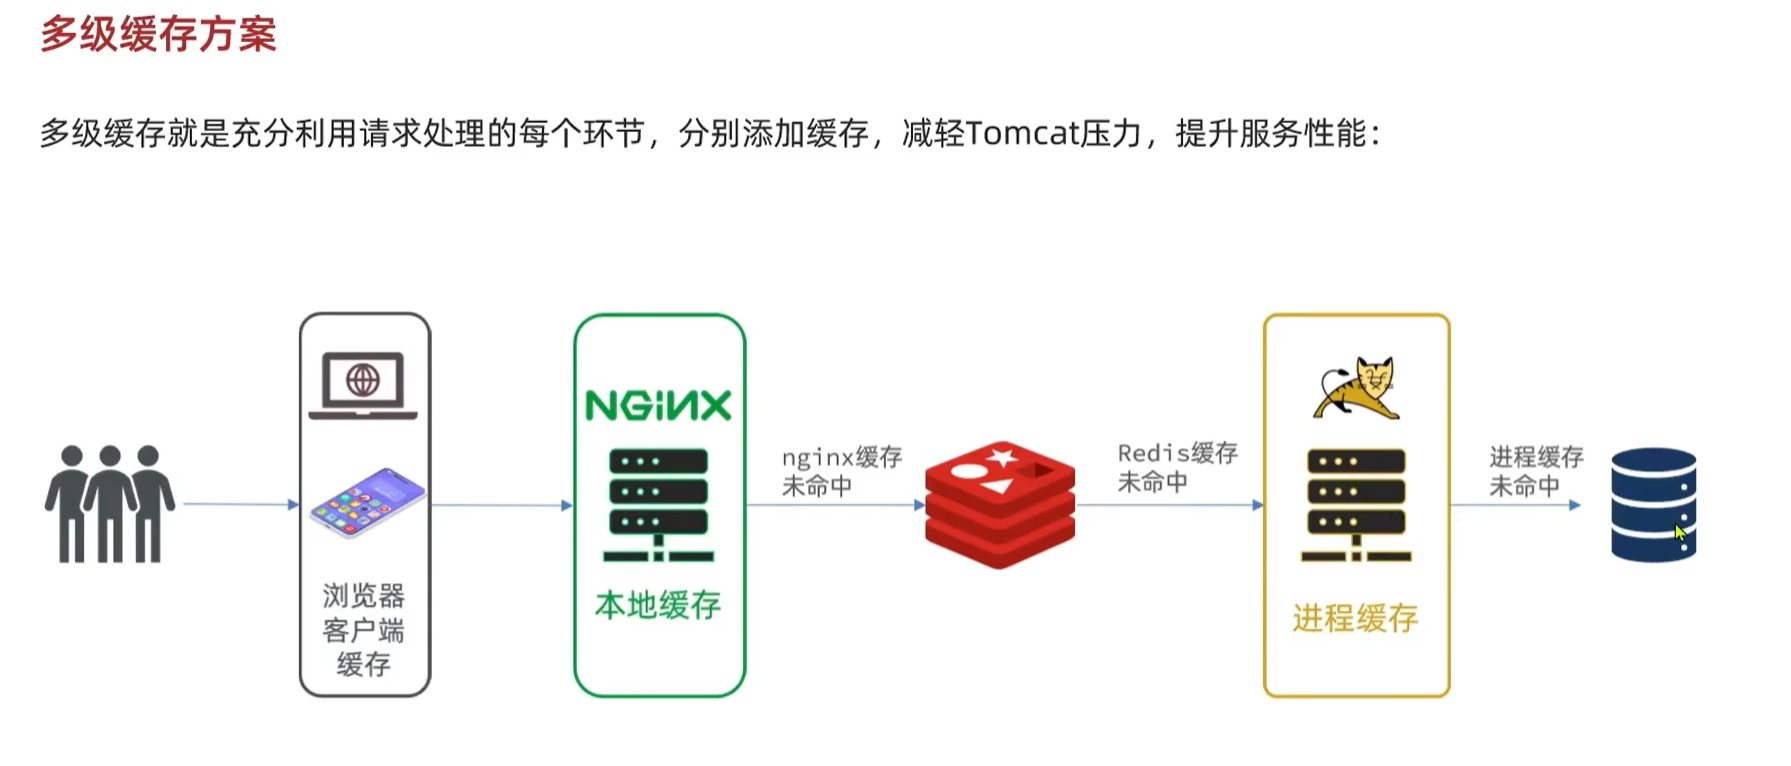 多级缓存方案
多级缓存就是充分利用请求处理的每个环节，分别添加缓存，减轻Tomcat压力，提升服务性能：
浏览器
客户端
缓存
NGiNX
本地缓存
nginx缓存
未命中
Redis缓存
未命中
进程缓存
进程缓存
未命中